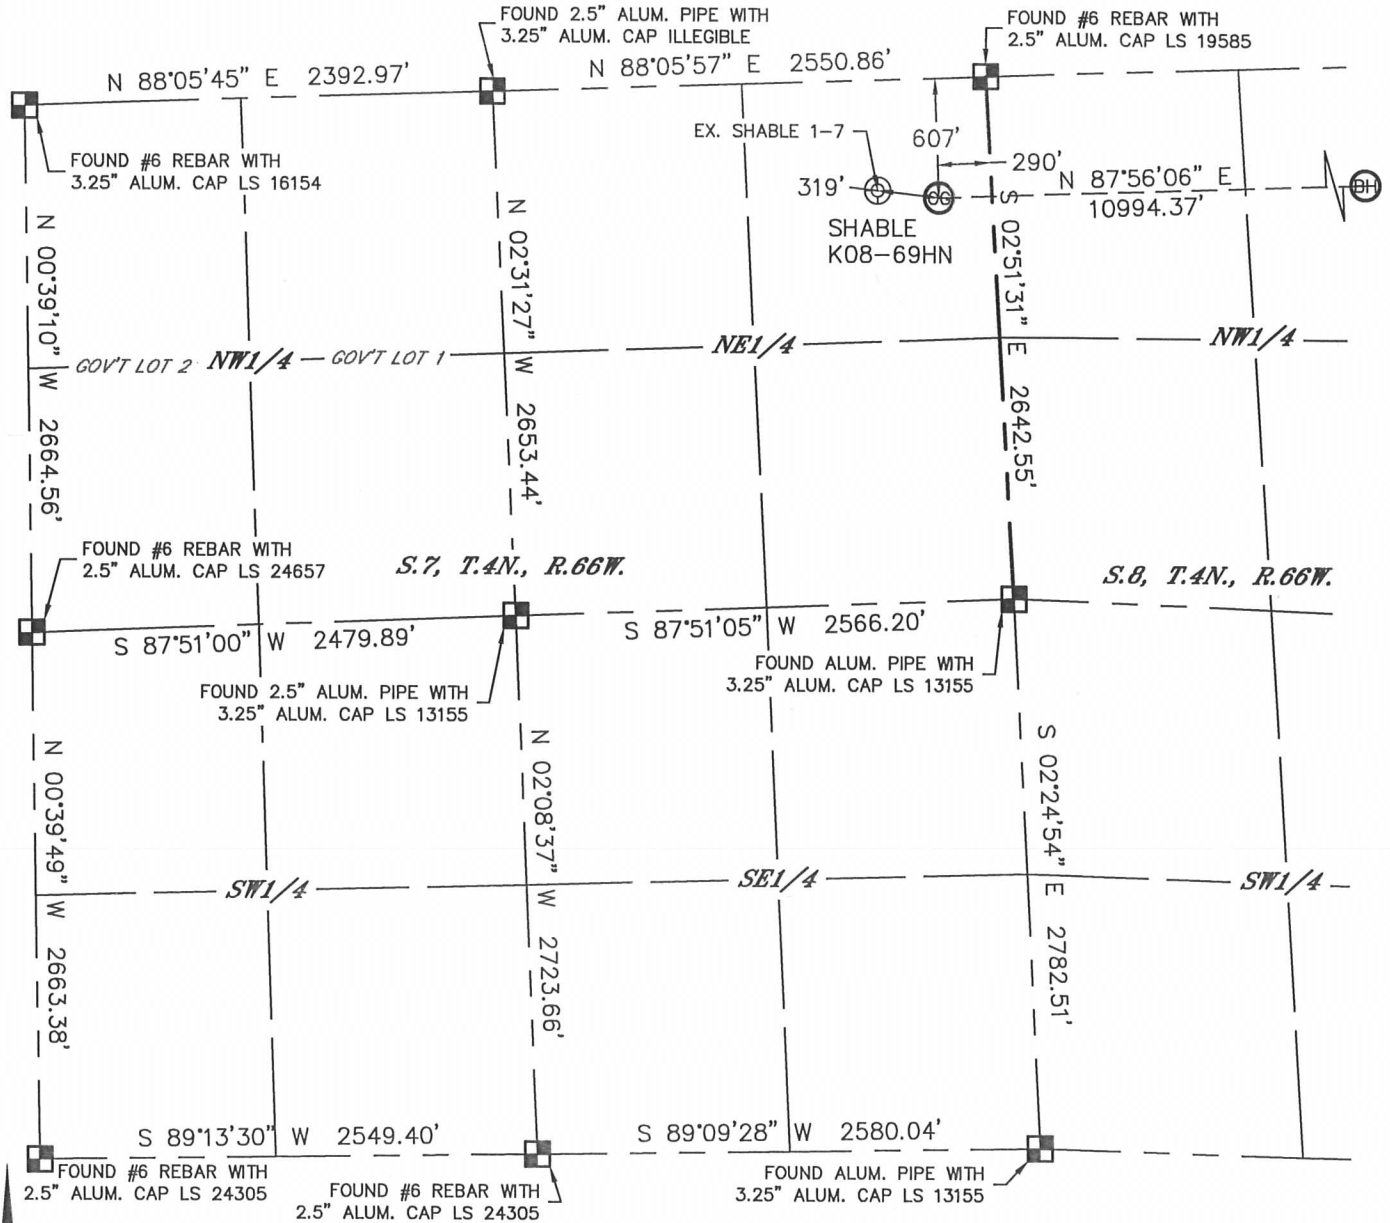 FOUND 2.5" ALUM. PIPE WITH
3.25" ALUM. CAP ILLEGIBLE
FOUND #6 REBAR WITH
2.5" ALUM. CAP LS 19585
N 88°05'45" E 2392.97'
N 88°05'57" E 2550.86'
EX. SHABLE 1-7
607'
290'
FOUND #6 REBAR WITH
3.25" ALUM. CAP LS 16154
319'
N 87°56'06" E
10994.37'
BH
SHABLE
K08-69HN
N 00°39'10" W 2664.56'
N 02°31'27" W 2653.44'
S 02°51'31" E 2642.55'
GOV'T LOT 2
NW1/4
GOV'T LOT 1
NE1/4
NW1/4
FOUND #6 REBAR WITH
2.5" ALUM. CAP LS 24657
S.7, T.4N., R.66W.
S.8, T.4N., R.66W.
S 87°51'00" W 2479.89'
S 87°51'05" W 2566.20'
FOUND 2.5" ALUM. PIPE WITH
3.25" ALUM. CAP LS 13155
FOUND ALUM. PIPE WITH
3.25" ALUM. CAP LS 13155
N 00°39'49" W 2663.38'
N 02°08'37" W 2723.66'
S 02°24'54" E 2782.51'
SW1/4
SE1/4
SW1/4
S 89°13'30" W 2549.40'
S 89°09'28" W 2580.04'
FOUND #6 REBAR WITH
2.5" ALUM. CAP LS 24305
FOUND #6 REBAR WITH
2.5" ALUM. CAP LS 24305
FOUND ALUM. PIPE WITH
3.25" ALUM. CAP LS 13155